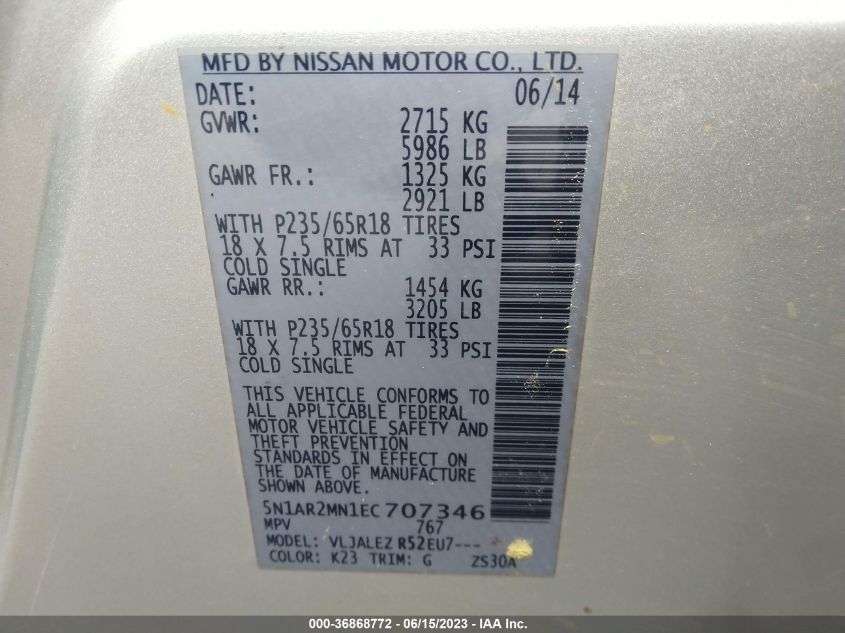 MFD BY NISSAN MOTOR CO., LTD.
DATE: 06/14
GVWR: 2715 KG
5986 LB
GAWR FR.: 1325 KG
2921 LB
WITH P235/65R18 TIRES
18 X 7.5 RIMS AT 33 PSI
COLD SINGLE
GAWR RR.: 1454 KG
3205 LB
WITH P235/65R18 TIRES
18 X 7.5 RIMS AT 33 PSI
COLD SINGLE
THIS VEHICLE CONFORMS TO
ALL APPLICABLE FEDERAL
MOTOR VEHICLE SAFETY AND
THEFT PREVENTION
STANDARDS IN EFFECT ON
THE DATE OF MANUFACTURE
SHOWN ABOVE.
5N1AR2MN1EC707346
MPV 767
MODEL: VLJALEZ R52EU7---
COLOR: K23 TRIM: G ZS30A
000-36868772 - 06/15/2023 - IAA Inc.